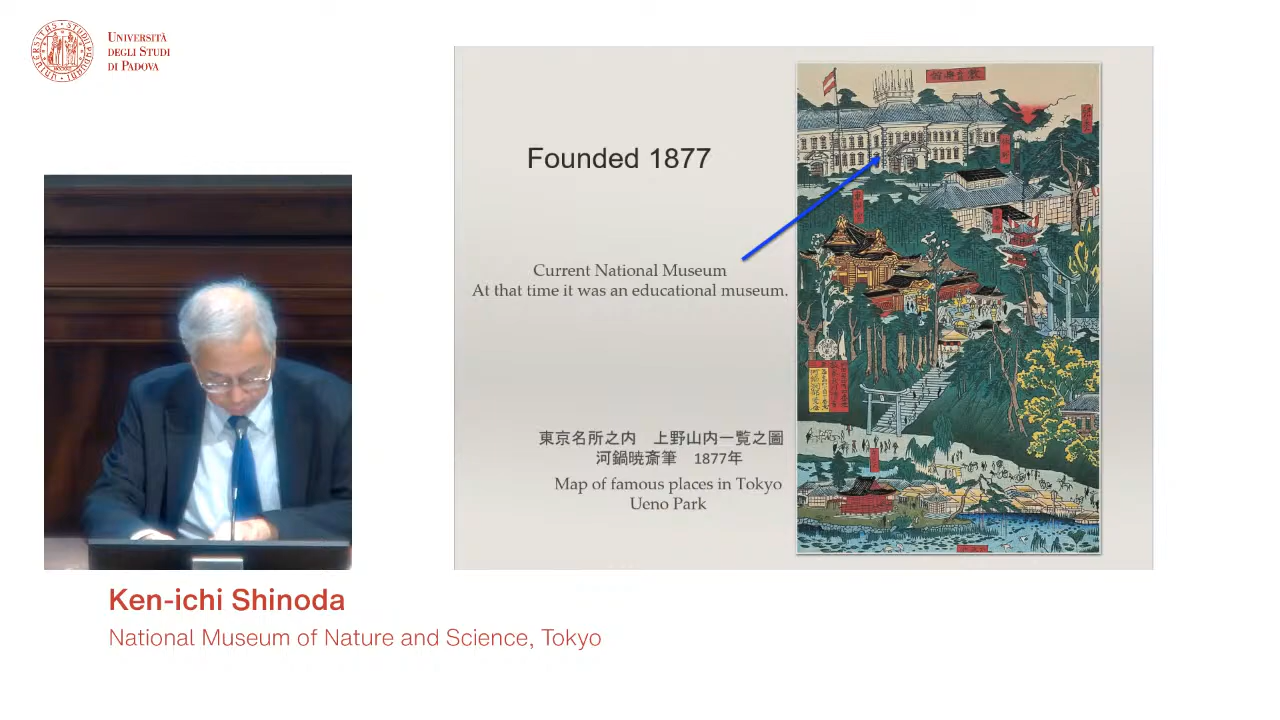 UNIVERSITÀ
DEGLI STUDI
DI PADOVA
Founded 1877
Current National Museum
At that time it was an educational museum.
東京名所之内　上野山内一覧之圖
河鍋暁斎筆　1877年
Map of famous places in Tokyo
Ueno Park
Ken-ichi Shinoda
National Museum of Nature and Science, Tokyo